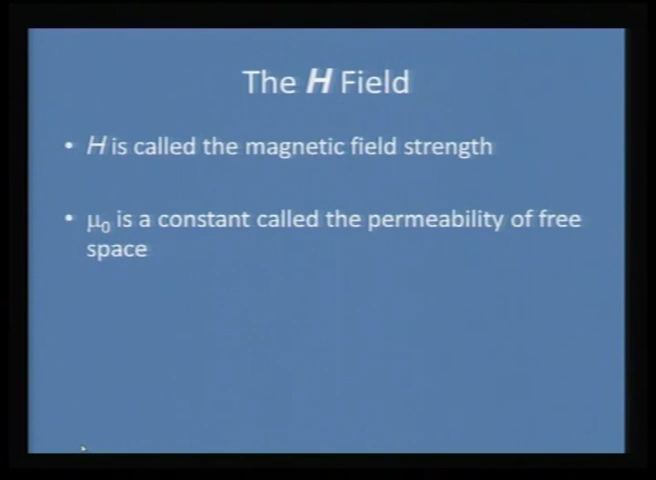 The H Field
• H is called the magnetic field strength
• μ₀ is a constant called the permeability of free
space